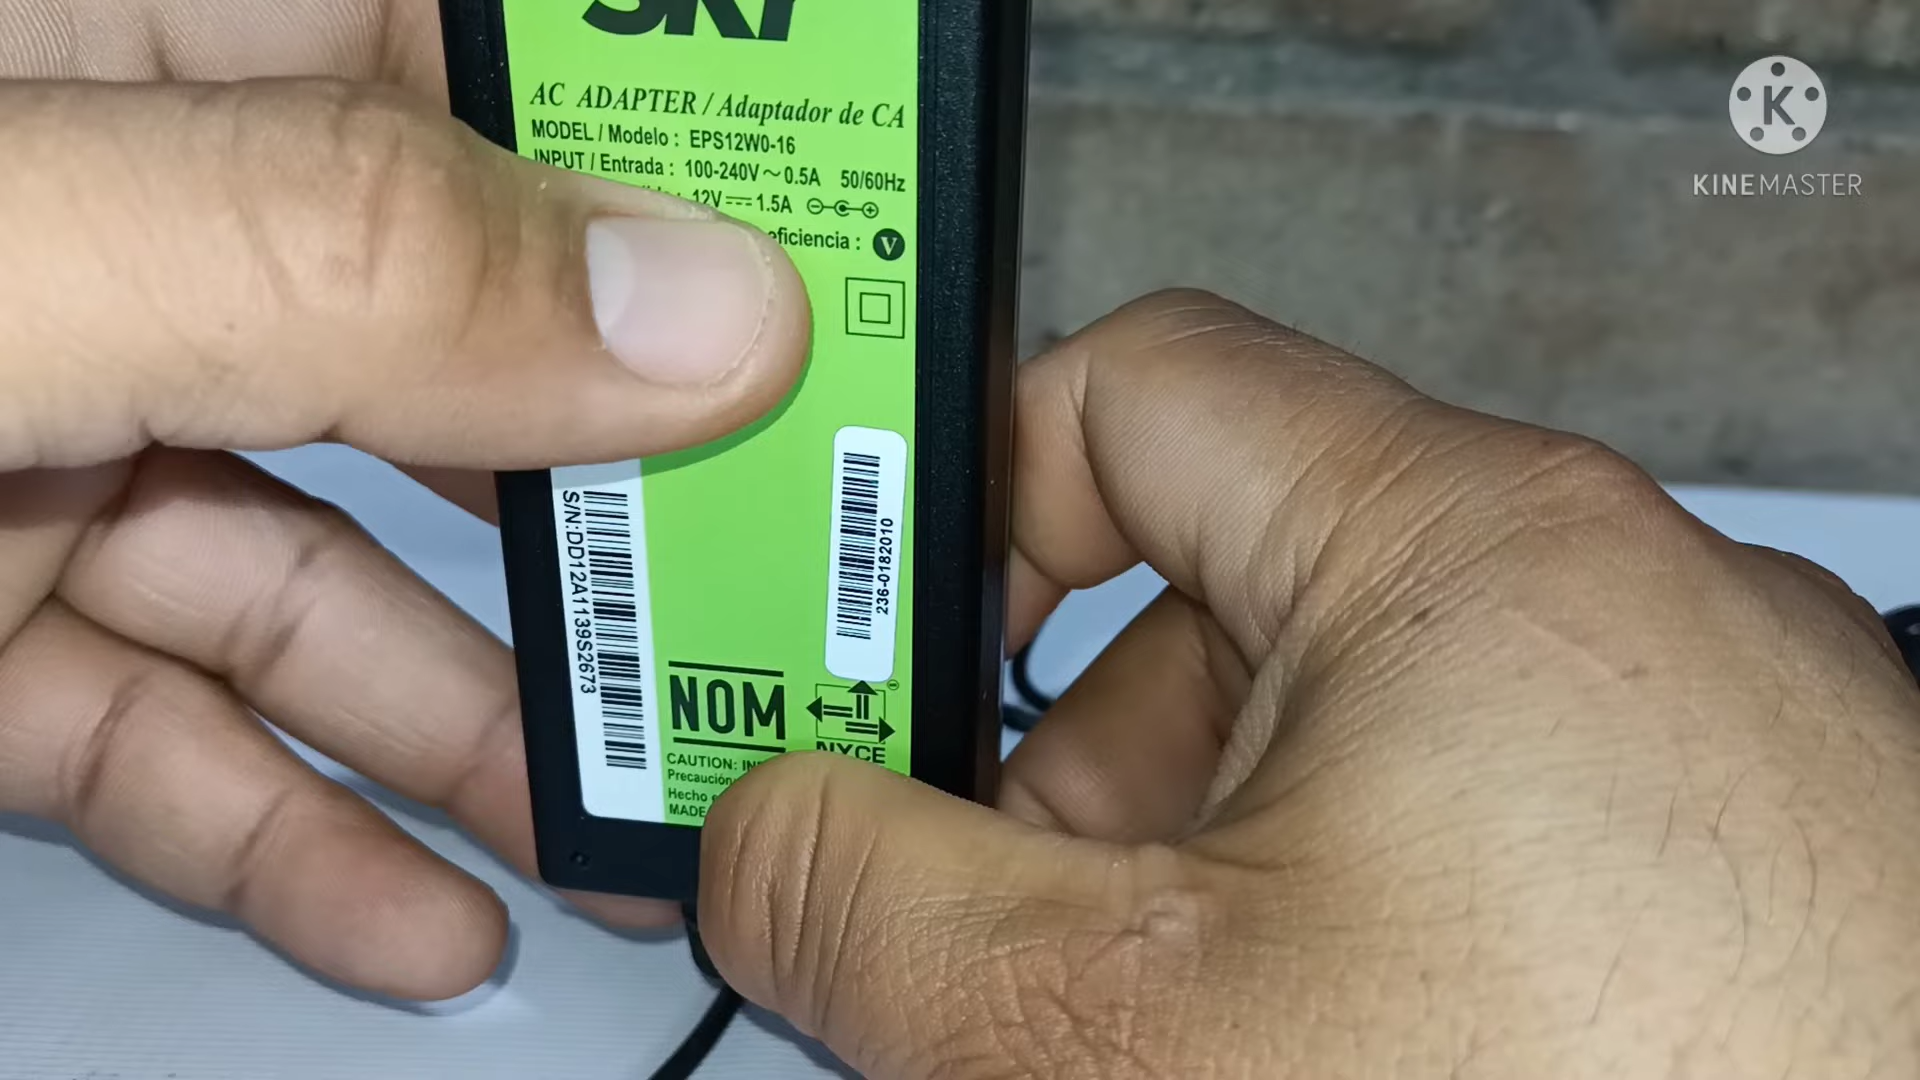 SKY
AC ADAPTER / Adaptador de CA
MODEL / Modelo : EPS12W0-16
INPUT / Entrada : 100-240V~0.5A 50/60Hz
12V⎓1.5A
eficiencia : V
236-0182010
S/N:DD12A1139S2673
NOM
NYCE
CAUTION:
Precaución
Hecho
MADE
K
KINEMASTER